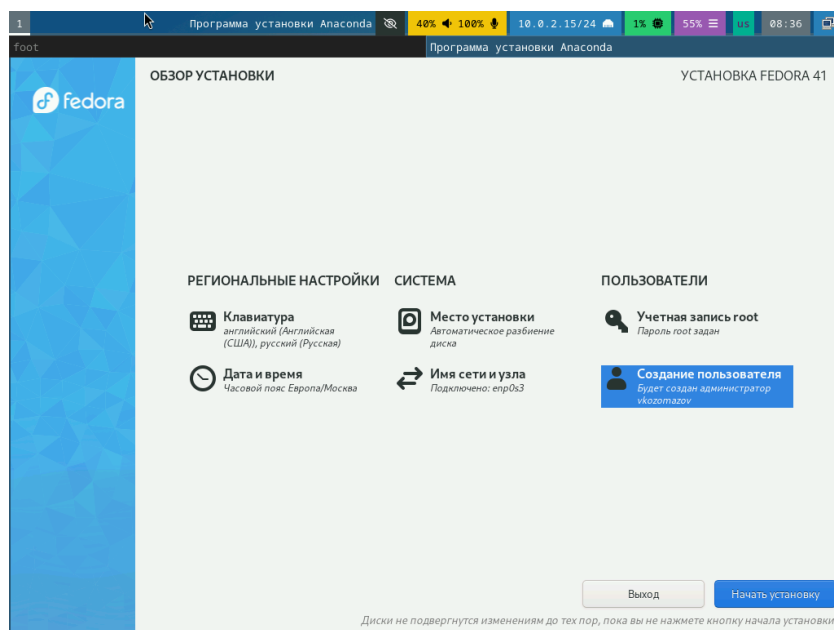 1 Программа установки Anaconda 40% 100% 10.0.2.15/24 1% 55% us 08:36
foot Программа установки Anaconda
fedora
ОБЗОР УСТАНОВКИ
УСТАНОВКА FEDORA 41
РЕГИОНАЛЬНЫЕ НАСТРОЙКИ
Клавиатура
английский (Английская
(США)), русский (Русская)
Дата и время
Часовой пояс Европа/Москва
СИСТЕМА
Место установки
Автоматическое разбиение
диска
Имя сети и узла
Подключено: enp0s3
ПОЛЬЗОВАТЕЛИ
Учетная запись root
Пароль root задан
Создание пользователя
Будет создан администратор
vkozomazov
Выход
Начать установку
Диски не подвергнутся изменениям до тех пор, пока вы не нажмете кнопку начала установки